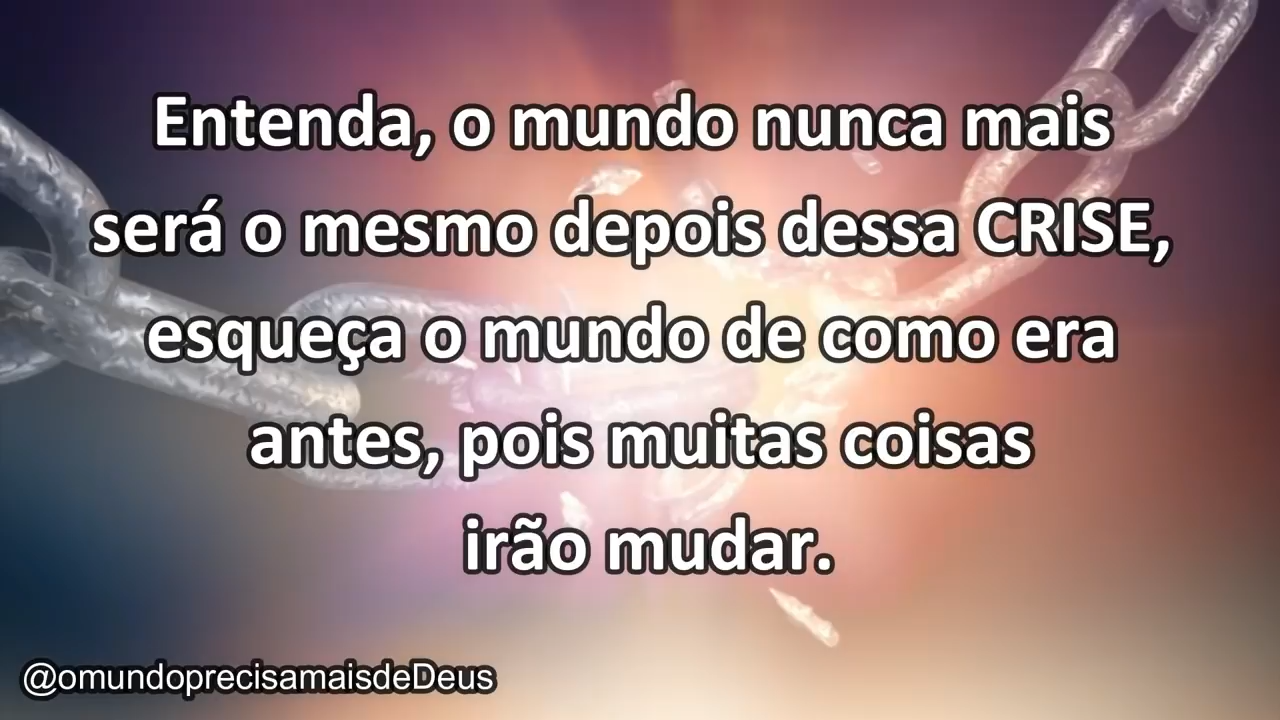 Entenda, o mundo nunca mais
será o mesmo depois dessa CRISE,
esqueça o mundo de como era
antes, pois muitas coisas
irão mudar.
@omundoprecisamaisdeDeus